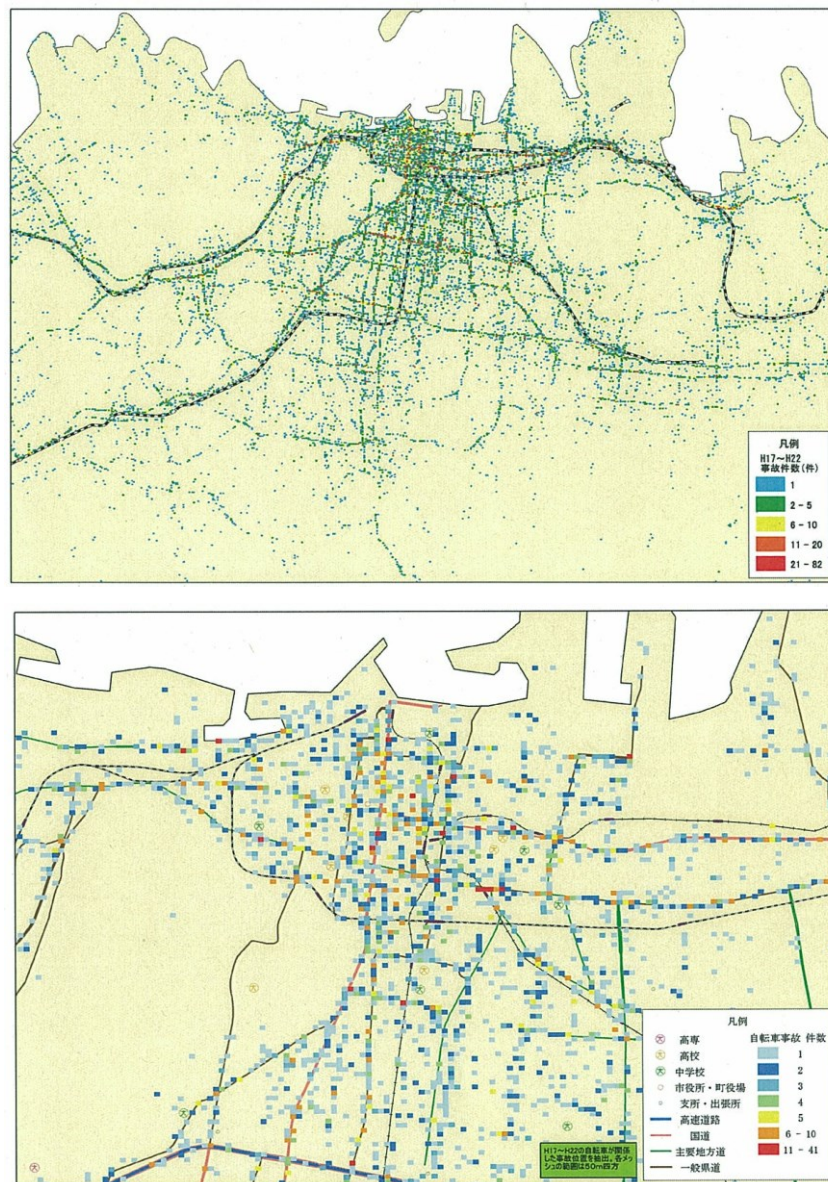 凡例
H17～H22
事故件数(件)
1
2 - 5
6 - 10
11 - 20
21 - 82
凡例
高専
高校
中学校
市役所・町役場
支所・出張所
高速道路
国道
主要地方道
一般県道
自転車事故 件数
1
2
3
4
5
6 - 10
11 - 41
H17～H22の自転車が関係
した事故位置を抽出。各メッ
シュの範囲は50m四方